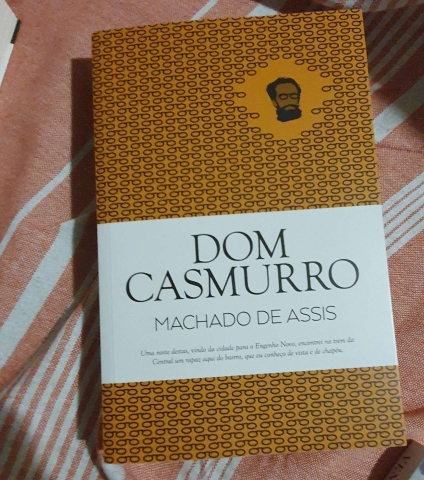 DOM
CASMURRO
MACHADO DE ASSIS
Uma noite destas, vindo da cidade para o Engenho Novo, encontrei no trem da
Central um rapaz aqui do bairro, que eu conheço de vista e de chapéu.